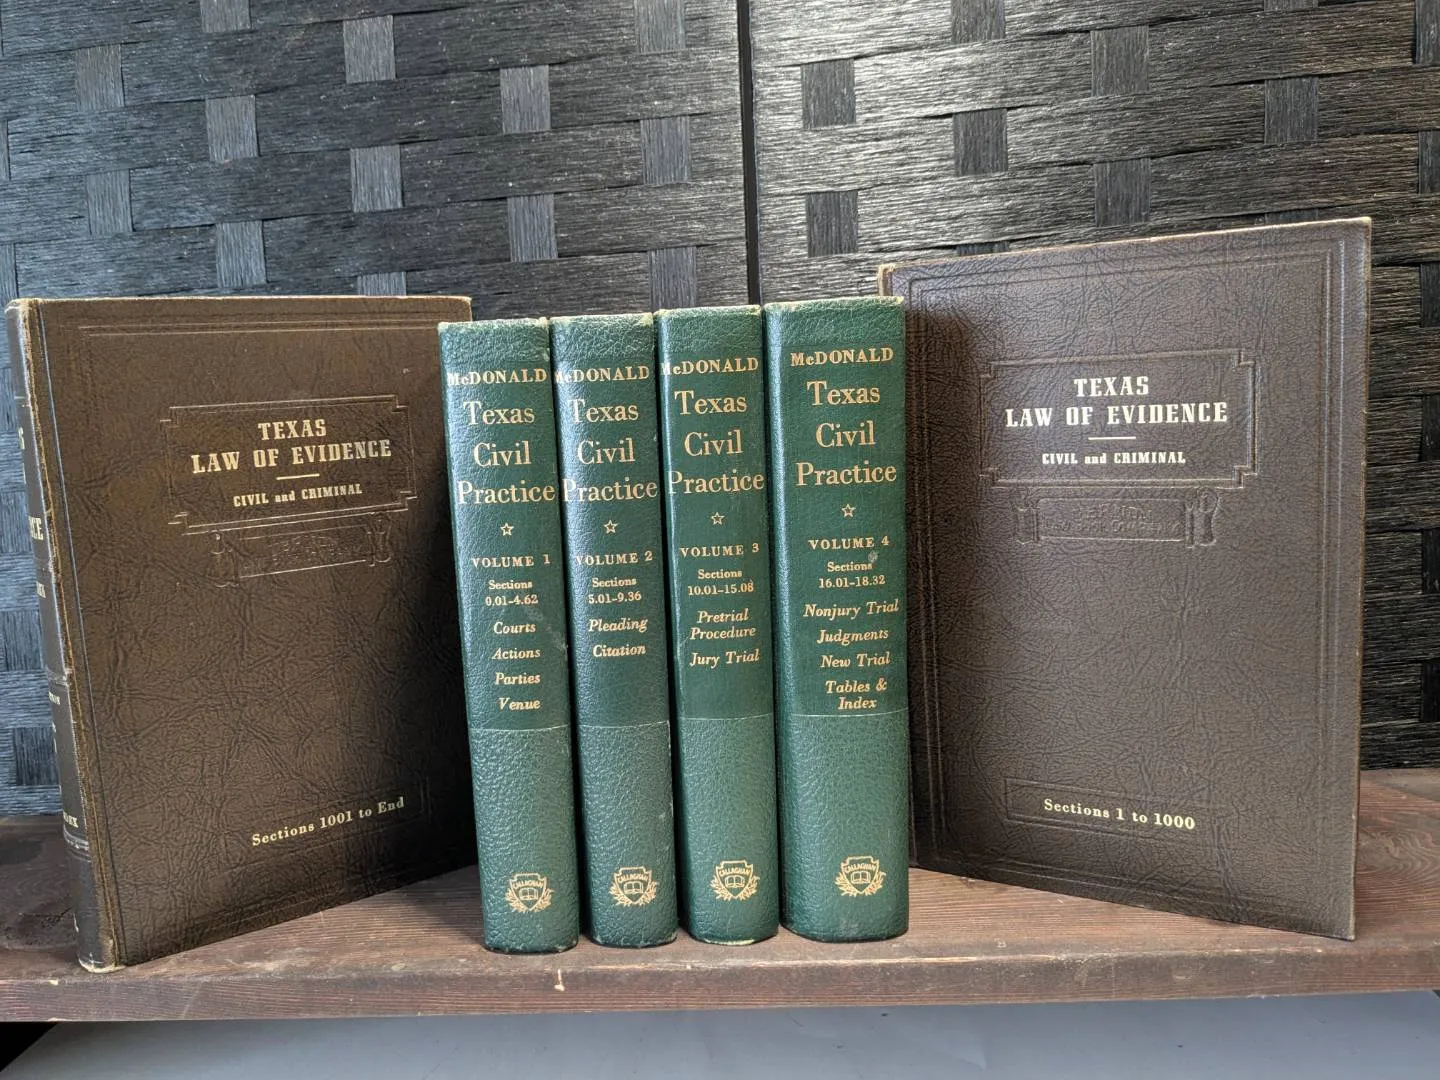 TEXAS
LAW OF EVIDENCE
CIVIL and CRIMINAL
Sections 1001 to End
McDONALD
Texas
Civil
Practice
VOLUME 1
Sections
0.01-4.62
Courts
Actions
Parties
Venue
CALLAGHAN
McDONALD
Texas
Civil
Practice
VOLUME 2
Sections
5.01-9.36
Pleading
Citation
CALLAGHAN
McDONALD
Texas
Civil
Practice
VOLUME 3
Sections
10.01-15.08
Pretrial
Procedure
Jury Trial
CALLAGHAN
McDONALD
Texas
Civil
Practice
VOLUME 4
Sections
16.01-18.32
Nonjury Trial
Judgments
New Trial
Tables &
Index
CALLAGHAN
TEXAS
LAW OF EVIDENCE
CIVIL and CRIMINAL
Sections 1 to 1000